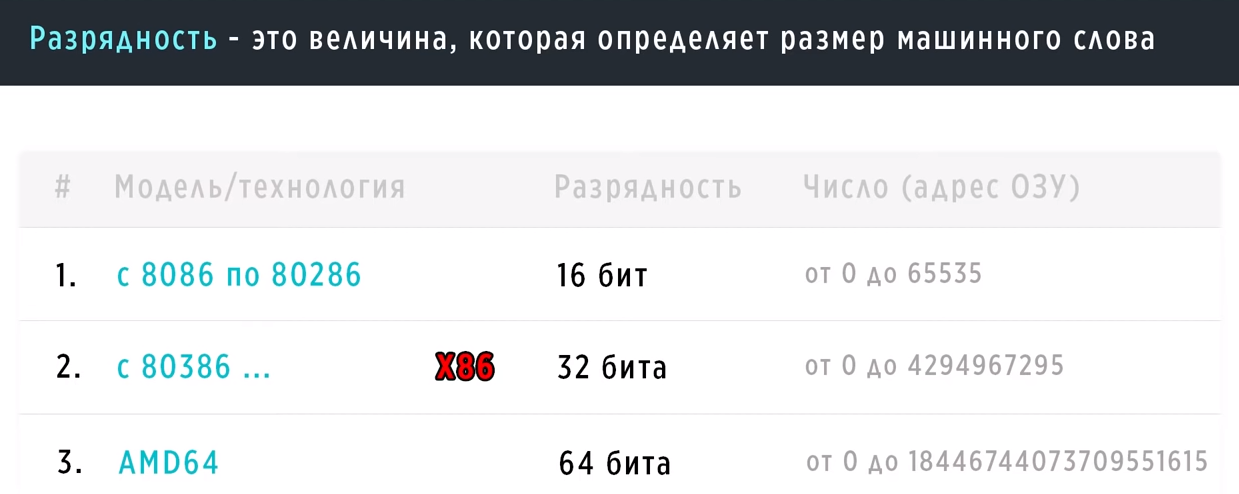 Разрядность - это величина, которая определяет размер машинного слова
# Модель/технология Разрядность Число (адрес ОЗУ)
1. с 8086 по 80286 16 бит от 0 до 65535
2. с 80386 ... X86 32 бита от 0 до 4294967295
3. AMD64 64 бита от 0 до 18446744073709551615